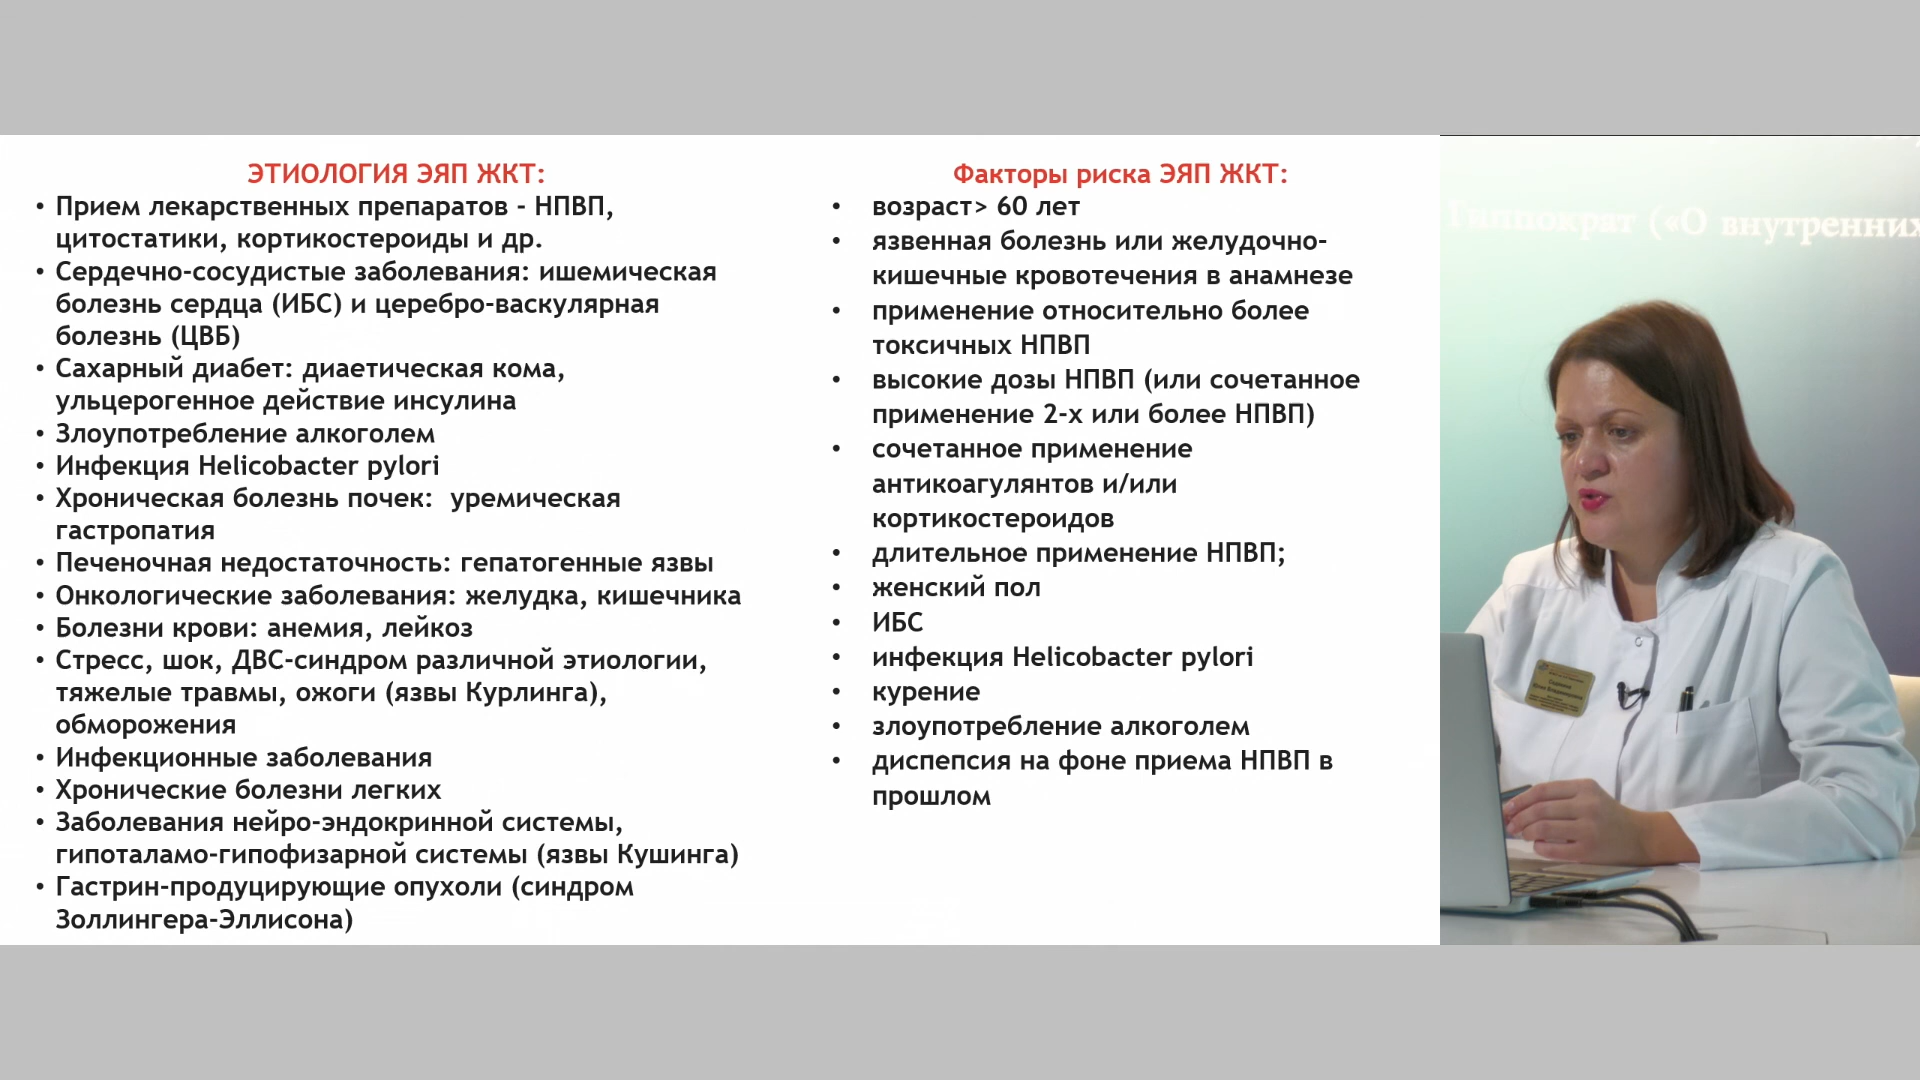 ЭТИОЛОГИЯ ЭЯП ЖКТ:
• Прием лекарственных препаратов - НПВП,
цитостатики, кортикостероиды и др.
• Сердечно-сосудистые заболевания: ишемическая
болезнь сердца (ИБС) и церебро-васкулярная
болезнь (ЦВБ)
• Сахарный диабет: диаетическая кома,
ульцерогенное действие инсулина
• Злоупотребление алкоголем
• Инфекция Helicobacter pylori
• Хроническая болезнь почек:  уремическая
гастропатия
• Печеночная недостаточность: гепатогенные язвы
• Онкологические заболевания: желудка, кишечника
• Болезни крови: анемия, лейкоз
• Стресс, шок, ДВС-синдром различной этиологии,
тяжелые травмы, ожоги (язвы Курлинга),
обморожения
• Инфекционные заболевания
• Хронические болезни легких
• Заболевания нейро-эндокринной системы,
гипоталамо-гипофизарной системы (язвы Кушинга)
• Гастрин-продуцирующие опухоли (синдром
Золлингера-Эллисона)
Факторы риска ЭЯП ЖКТ:
• возраст> 60 лет
• язвенная болезнь или желудочно-
кишечные кровотечения в анамнезе
• применение относительно более
токсичных НПВП
• высокие дозы НПВП (или сочетанное
применение 2-х или более НПВП)
• сочетанное применение
антикоагулянтов и/или
кортикостероидов
• длительное применение НПВП;
• женский пол
• ИБС
• инфекция Helicobacter pylori
• курение
• злоупотребление алкоголем
• диспепсия на фоне приема НПВП в
прошлом
Гиппократ («О внутренних